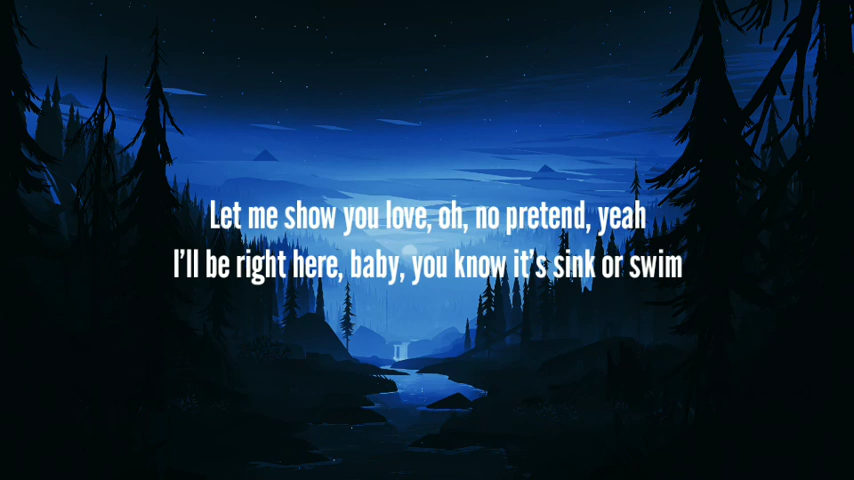 Let me show you love, oh, no pretend, yeah
I'll be right here, baby, you know it's sink or swim